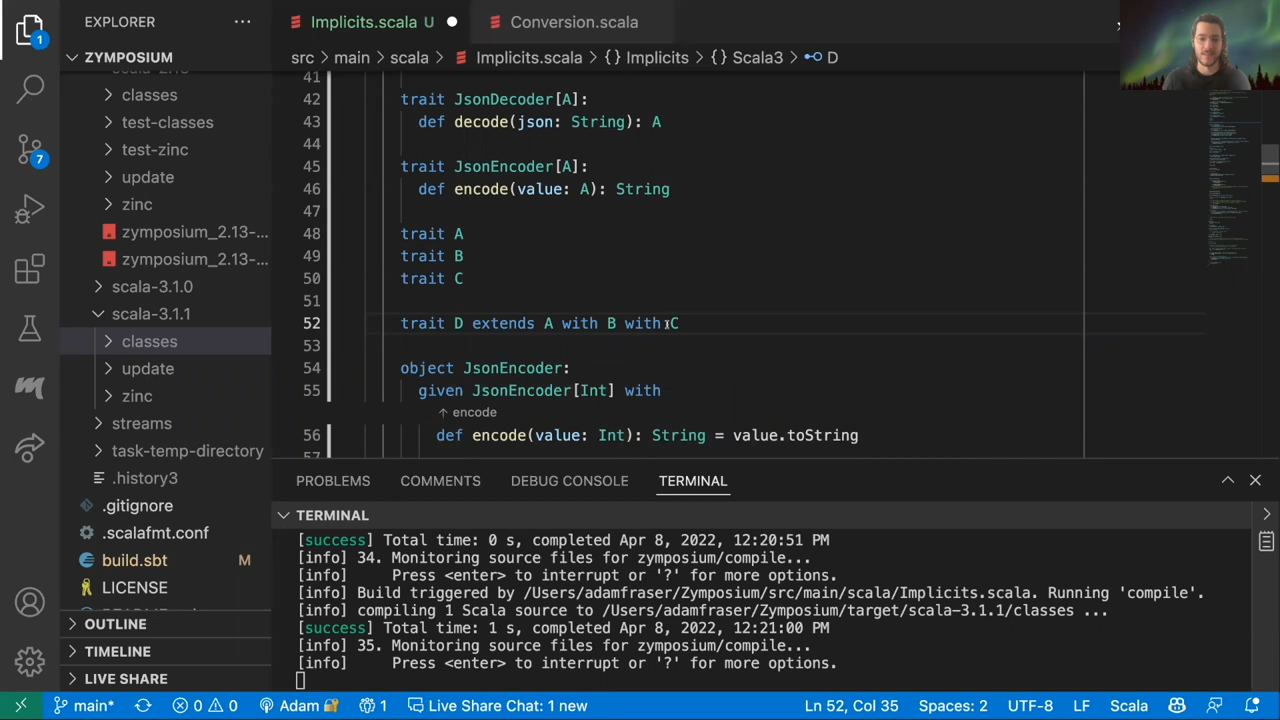 EXPLORER
ZYMPOSIUM
classes
test-classes
test-zinc
update
zinc
zymposium_2.13-...
zymposium_2.13-...
scala-3.1.0
scala-3.1.1
classes
update
zinc
streams
task-temp-directory
.history3
.gitignore
.scalafmt.conf
build.sbt M
LICENSE
OUTLINE
TIMELINE
LIVE SHARE
1
7
Implicits.scala U
Conversion.scala
src > main > scala > Implicits.scala > {} Implicits > {} Scala3 > D
41
42 trait JsonDecoder[A]:
43 def decode(json: String): A
44
45 trait JsonEncoder[A]:
46 def encode(value: A): String
47
48 trait A
49 trait B
50 trait C
51
52 trait D extends A with B with C
53
54 object JsonEncoder:
55 given JsonEncoder[Int] with
↑ encode
56 def encode(value: Int): String = value.toString
57
PROBLEMS COMMENTS DEBUG CONSOLE TERMINAL
TERMINAL
[success] Total time: 0 s, completed Apr 8, 2022, 12:20:51 PM
[info] 34. Monitoring source files for zymposium/compile...
[info] Press <enter> to interrupt or '?' for more options.
[info] Build triggered by /Users/adamfraser/Zymposium/src/main/scala/Implicits.scala. Running 'compile'.
[info] compiling 1 Scala source to /Users/adamfraser/Zymposium/target/scala-3.1.1/classes ...
[success] Total time: 1 s, completed Apr 8, 2022, 12:21:00 PM
[info] 35. Monitoring source files for zymposium/compile...
[info] Press <enter> to interrupt or '?' for more options.
main* 0 0 Adam 1 Live Share Chat: 1 new Ln 52, Col 35 Spaces: 2 UTF-8 LF Scala